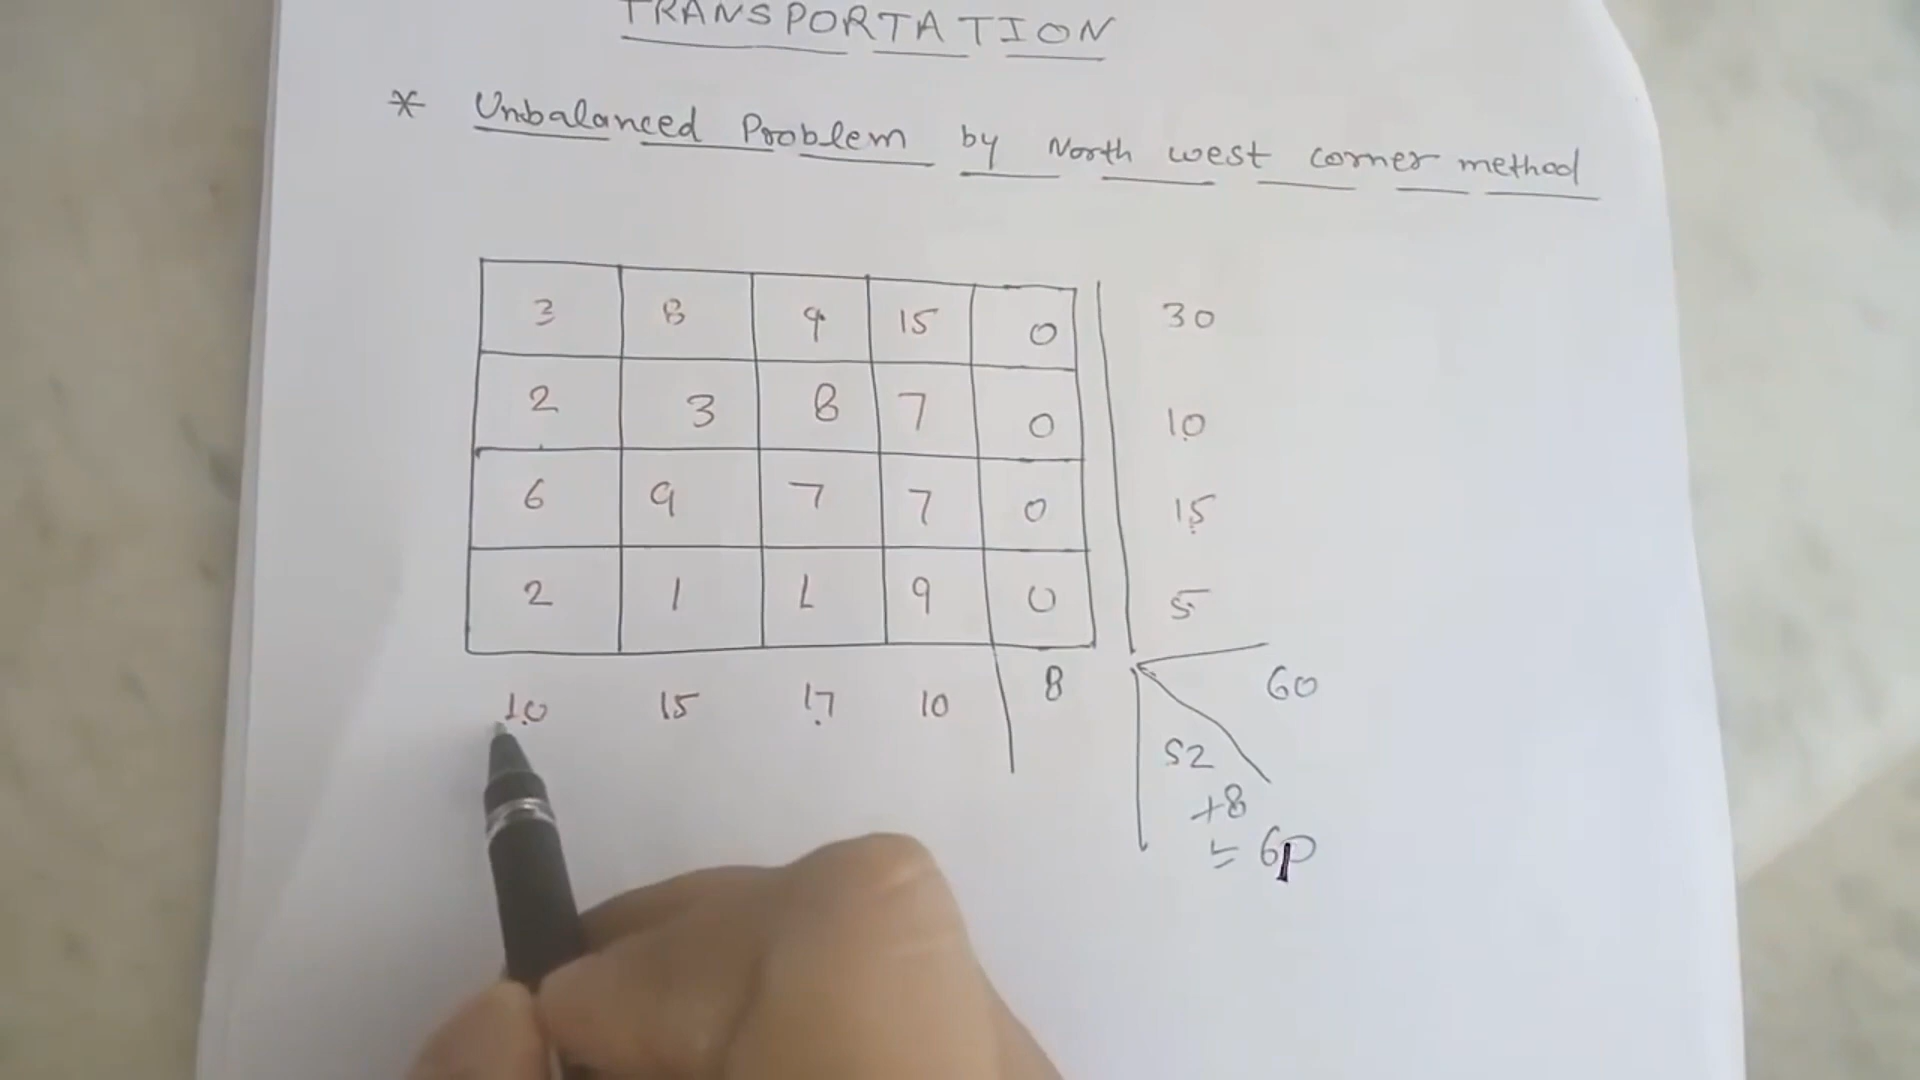 TRANSPORTATION
* Unbalanced Problem by North west corner method
3 8 9 15 0 30
2 3 8 7 0 10
6 9 7 7 0 15
2 1 1 9 0 5
10 15 17 10 8 60
52
+8
= 60